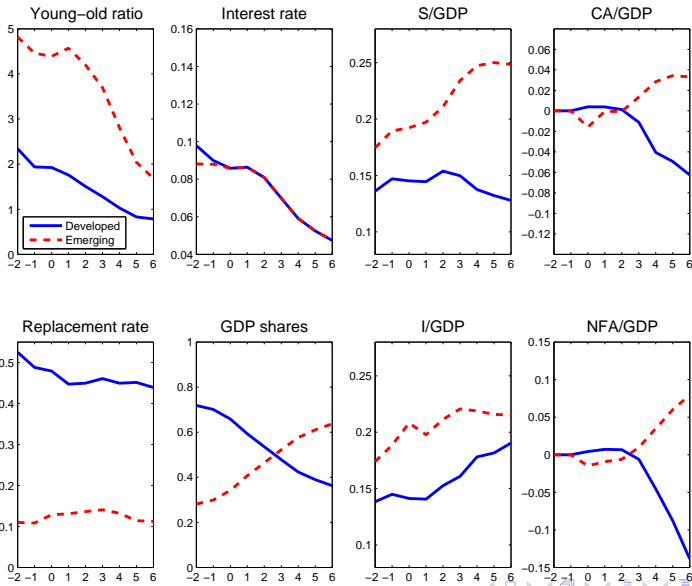 Young−old ratio
Interest rate
S/GDP
CA/GDP
5
4
3
2
1
0
Developed
Emerging
−2 −1 0 1 2 3 4 5 6
0.16
0.14
0.12
0.1
0.08
0.06
0.04
−2 −1 0 1 2 3 4 5 6
0.25
0.2
0.15
0.1
−2 −1 0 1 2 3 4 5 6
0.06
0.04
0.02
0
−0.02
−0.04
−0.06
−0.08
−0.1
−0.12
−2 −1 0 1 2 3 4 5 6
Replacement rate
GDP shares
I/GDP
NFA/GDP
0.5
0.4
0.3
0.2
0.1
0
−2 −1 0 1 2 3 4 5 6
1
0.8
0.6
0.4
0.2
0
−2 −1 0 1 2 3 4 5 6
0.25
0.2
0.15
0.1
−2 −1 0 1 2 3 4 5 6
0.15
0.1
0.05
0
−0.05
−0.1
−0.15
−2 −1 0 1 2 3 4 5 6